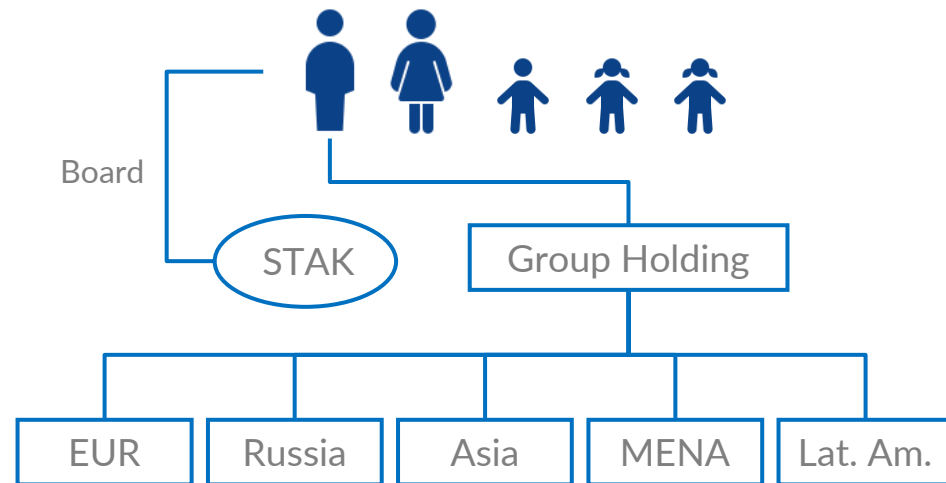 Board
STAK
Group Holding
EUR
Russia
Asia
MENA
Lat. Am.